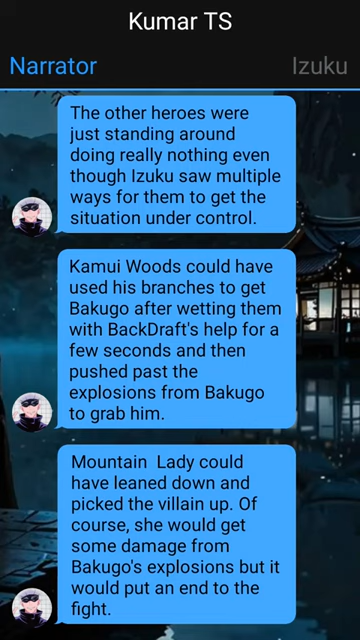 Kumar TS
Narrator
Izuku
The other heroes were
just standing around
doing really nothing even
though Izuku saw multiple
ways for them to get the
situation under control.
Kamui Woods could have
used his branches to get
Bakugo after wetting them
with BackDraft's help for a
few seconds and then
pushed past the
explosions from Bakugo
to grab him.
Mountain  Lady could
have leaned down and
picked the villain up. Of
course, she would get
some damage from
Bakugo's explosions but it
would put an end to the
fight.